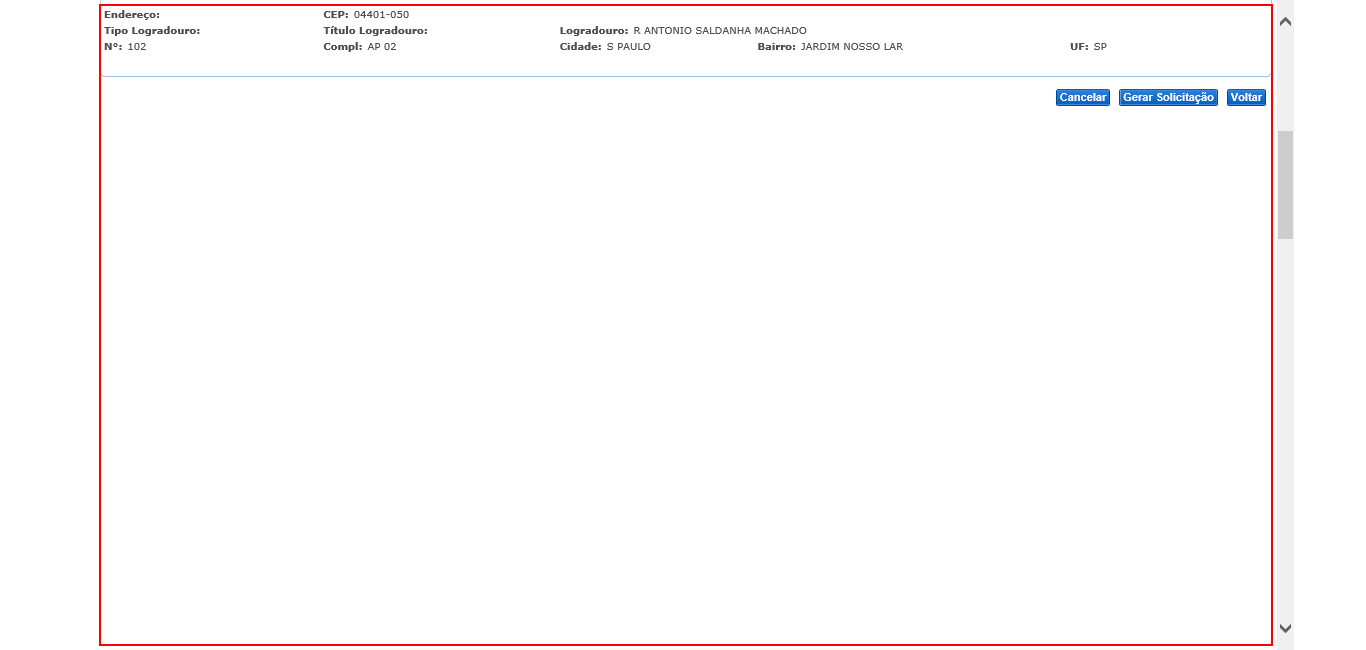 Endereço: CEP: 04401-050
Tipo Logradouro: Título Logradouro: Logradouro: R ANTONIO SALDANHA MACHADO
Nº: 102 Compl: AP 02 Cidade: S PAULO Bairro: JARDIM NOSSO LAR UF: SP
Cancelar Gerar Solicitação Voltar